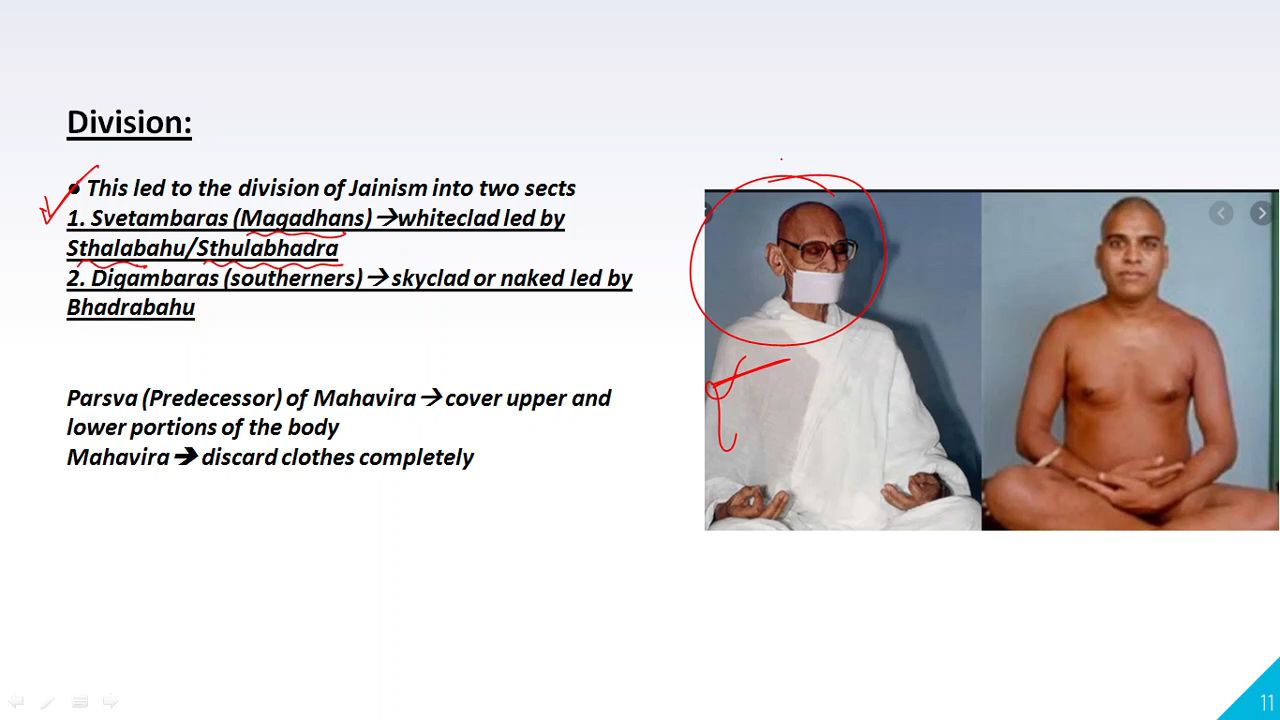 Division:
• This led to the division of Jainism into two sects
1. Svetambaras (Magadhans)→whiteclad led by
Sthalabahu/Sthulabhadra
2. Digambaras (southerners)→skyclad or naked led by
Bhadrabahu
Parsva (Predecessor) of Mahavira→cover upper and
lower portions of the body
Mahavira→ discard clothes completely
11